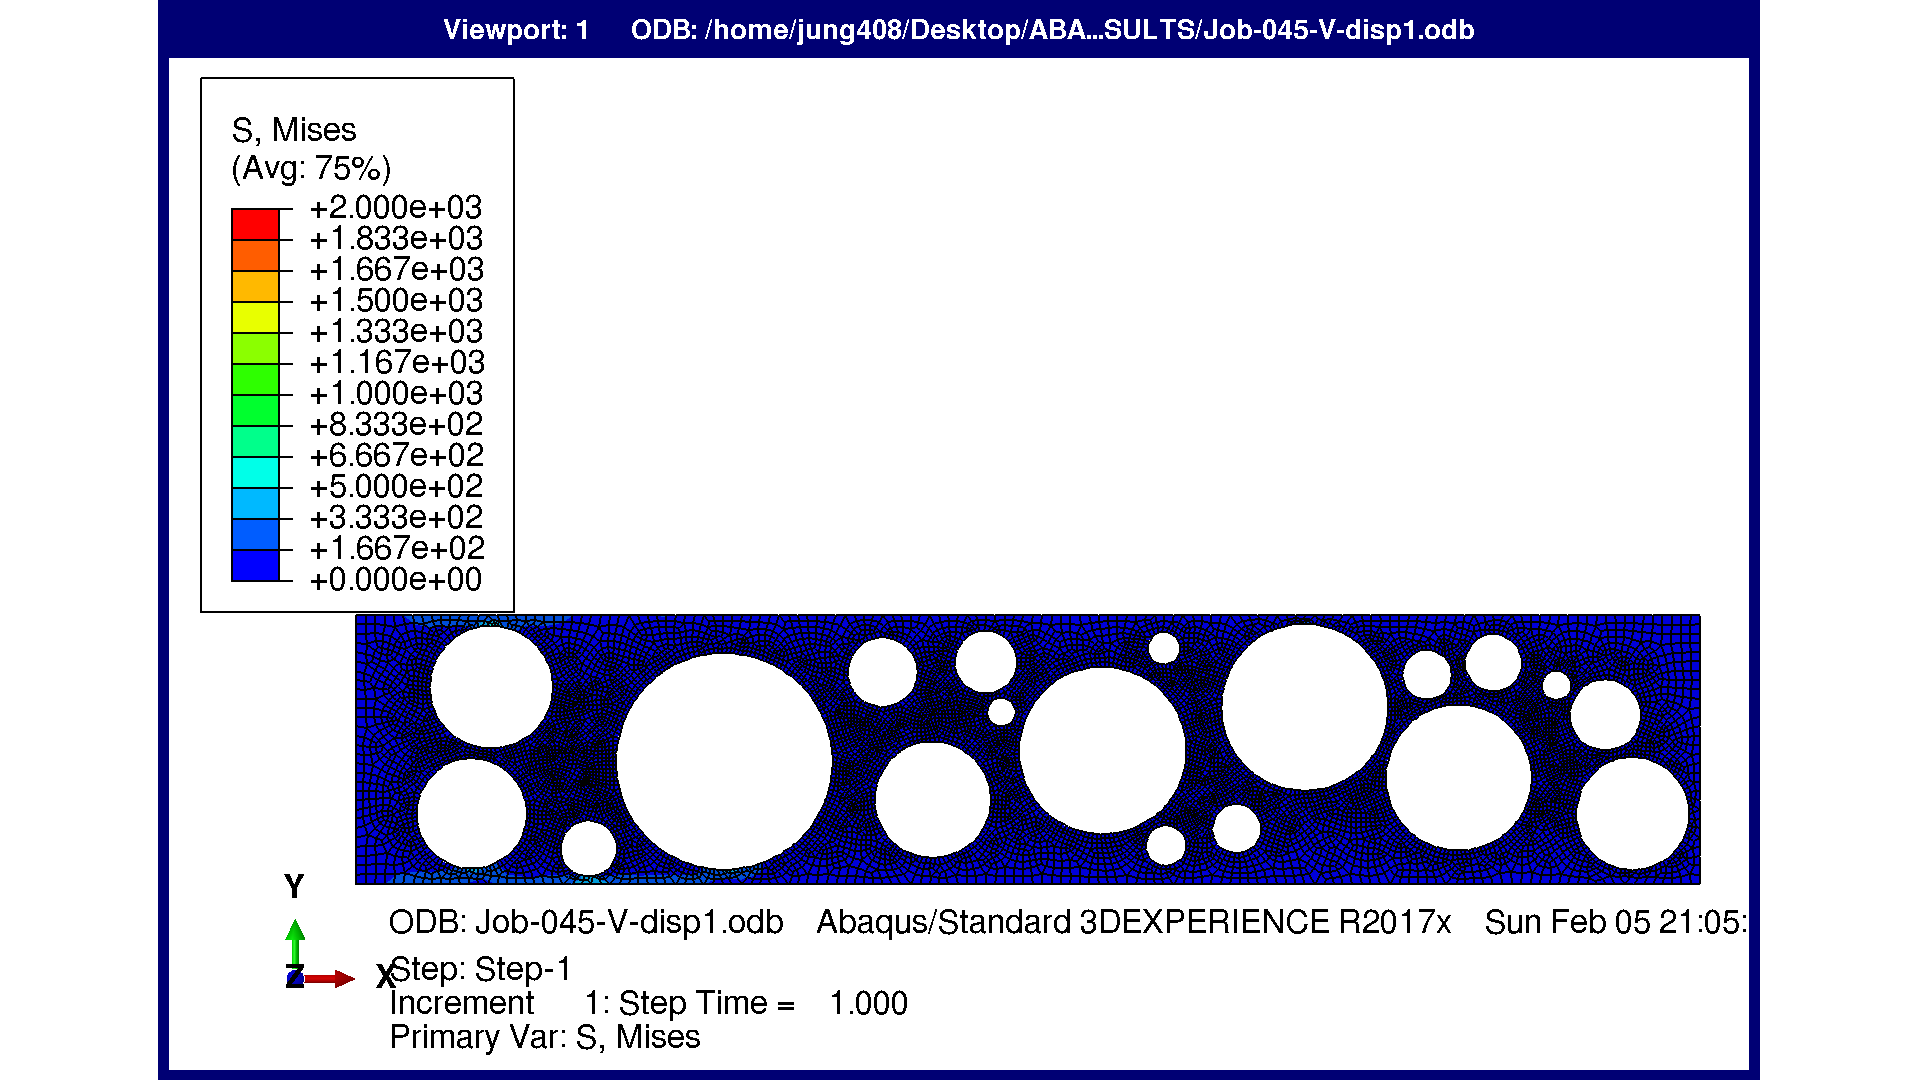 Viewport: 1 ODB: /home/jung408/Desktop/ABA...SULTS/Job-045-V-disp1.odb
S, Mises
(Avg: 75%)
+2.000e+03
+1.833e+03
+1.667e+03
+1.500e+03
+1.333e+03
+1.167e+03
+1.000e+03
+8.333e+02
+6.667e+02
+5.000e+02
+3.333e+02
+1.667e+02
+0.000e+00
Y
Z
X
ODB: Job-045-V-disp1.odb Abaqus/Standard 3DEXPERIENCE R2017x Sun Feb 05 21:05:
Step: Step-1
Increment 1: Step Time = 1.000
Primary Var: S, Mises